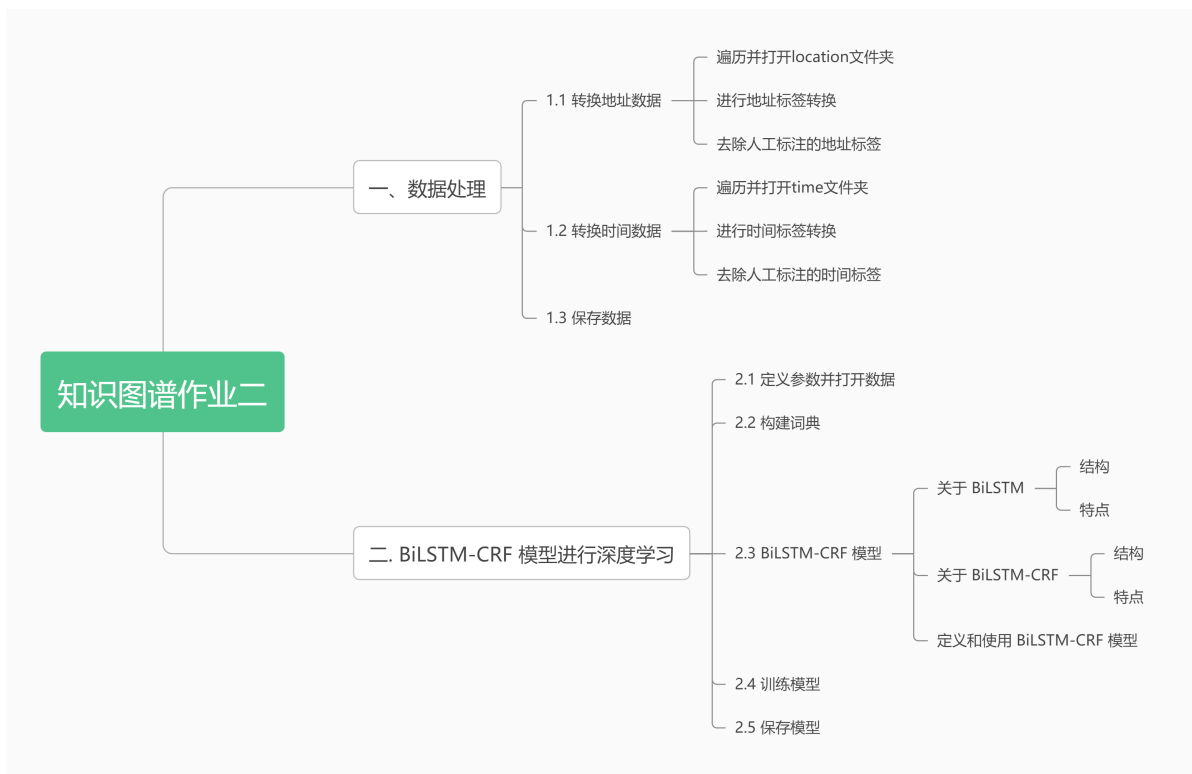 知识图谱作业二
一、数据处理
1.1 转换地址数据
遍历并打开location文件夹
进行地址标签转换
去除人工标注的地址标签
1.2 转换时间数据
遍历并打开time文件夹
进行时间标签转换
去除人工标注的时间标签
1.3 保存数据
二. BiLSTM-CRF 模型进行深度学习
2.1 定义参数并打开数据
2.2 构建词典
2.3 BiLSTM-CRF 模型
关于 BiLSTM
结构
特点
关于 BiLSTM-CRF
结构
特点
定义和使用 BiLSTM-CRF 模型
2.4 训练模型
2.5 保存模型